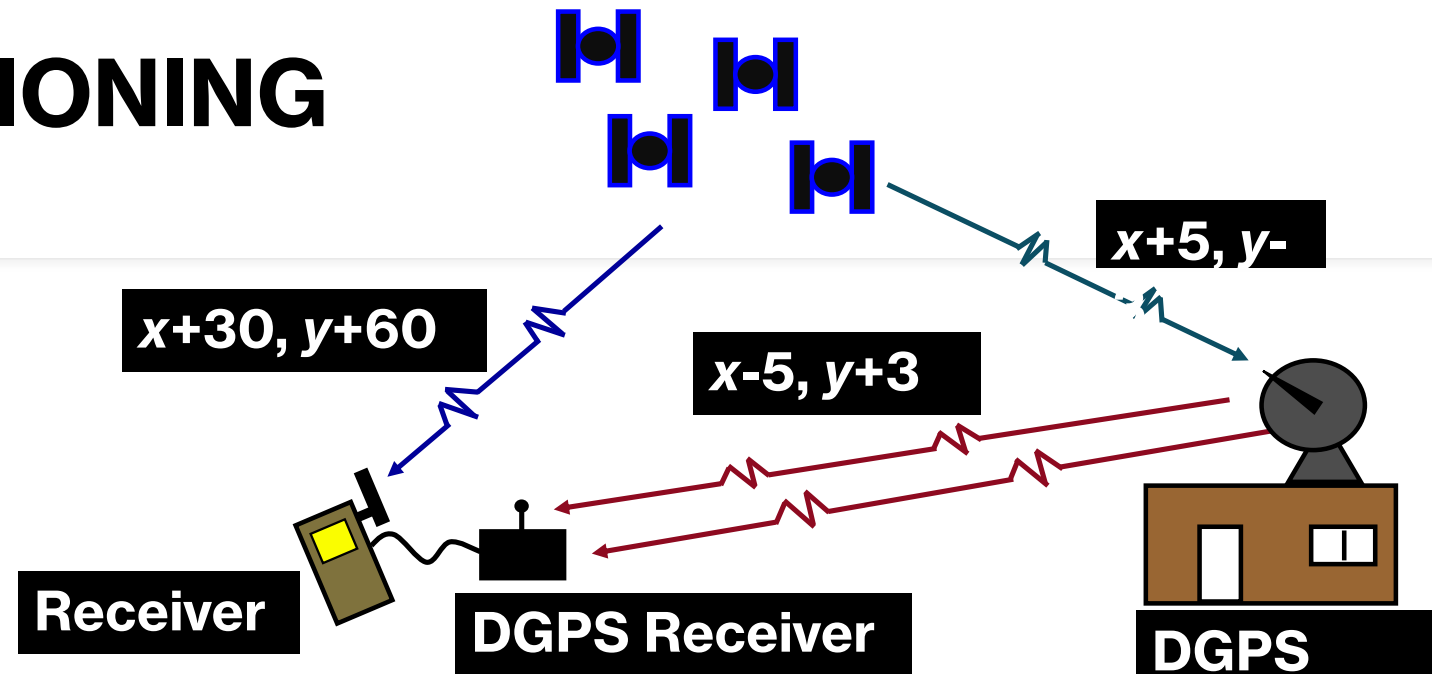 IONING
x+5, y-
x+30, y+60
x-5, y+3
Receiver
DGPS Receiver
DGPS